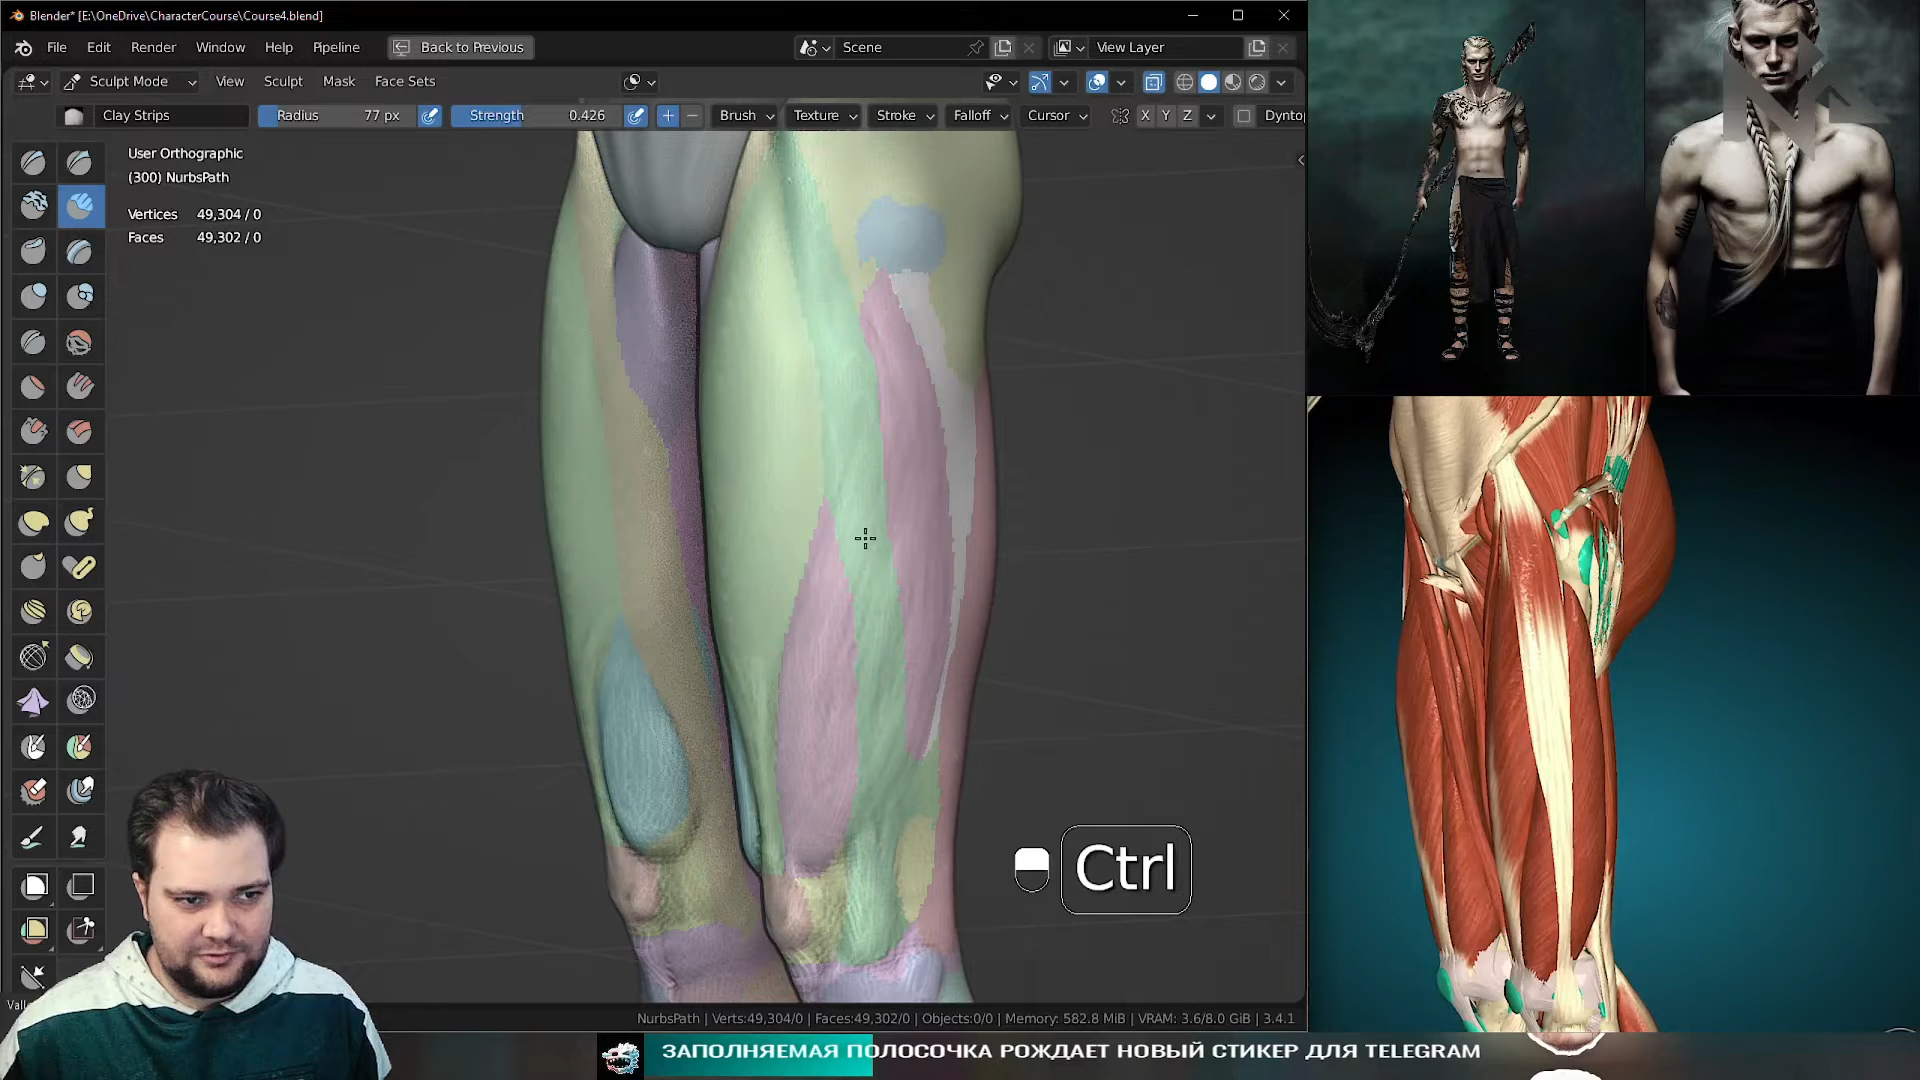 Blender* [E:\OneDrive\CharacterCourse\Course4.blend]
File Edit Render Window Help Pipeline Back to Previous Scene View Layer
Sculpt Mode View Sculpt Mask Face Sets
Clay Strips Radius 77 px Strength 0.426 Brush Texture Stroke Falloff Cursor X Y Z
User Orthographic
(300) NurbsPath
Vertices 49,304 / 0
Faces 49,302 / 0
Ctrl
NurbsPath | Verts:49,304/0 | Faces:49,302/0 | Objects:0/0 | Memory: 582.8 MiB | VRAM: 3.6/8.0 GiB | 3.4.1
ЗАПОЛНЯЕМАЯ ПОЛОСОЧКА РОЖДАЕТ НОВЫЙ СТИКЕР ДЛЯ TELEGRAM